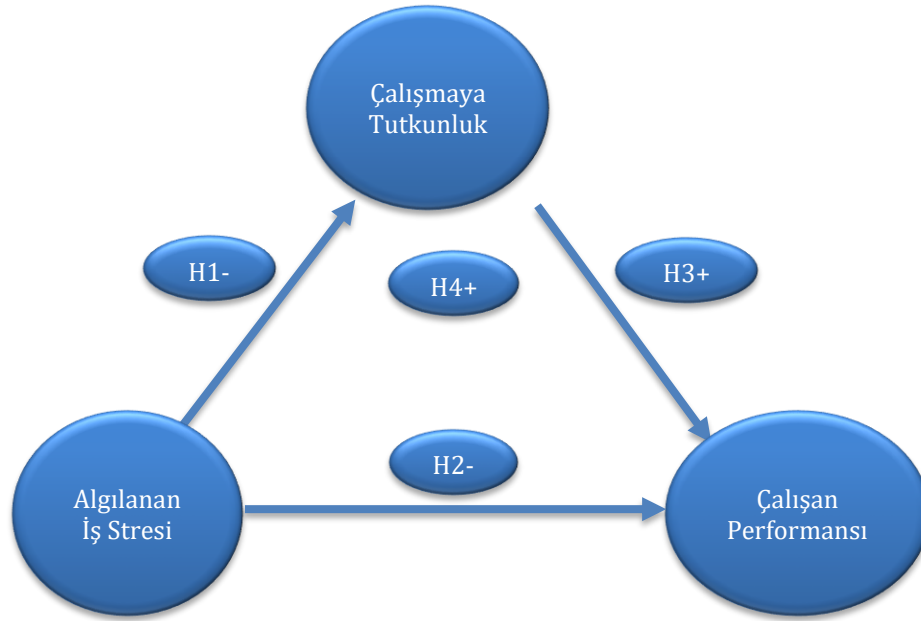 Çalışmaya
Tutkunluk
H1-
H4+
H3+
H2-
Algılanan
İş Stresi
Çalışan
Performansı